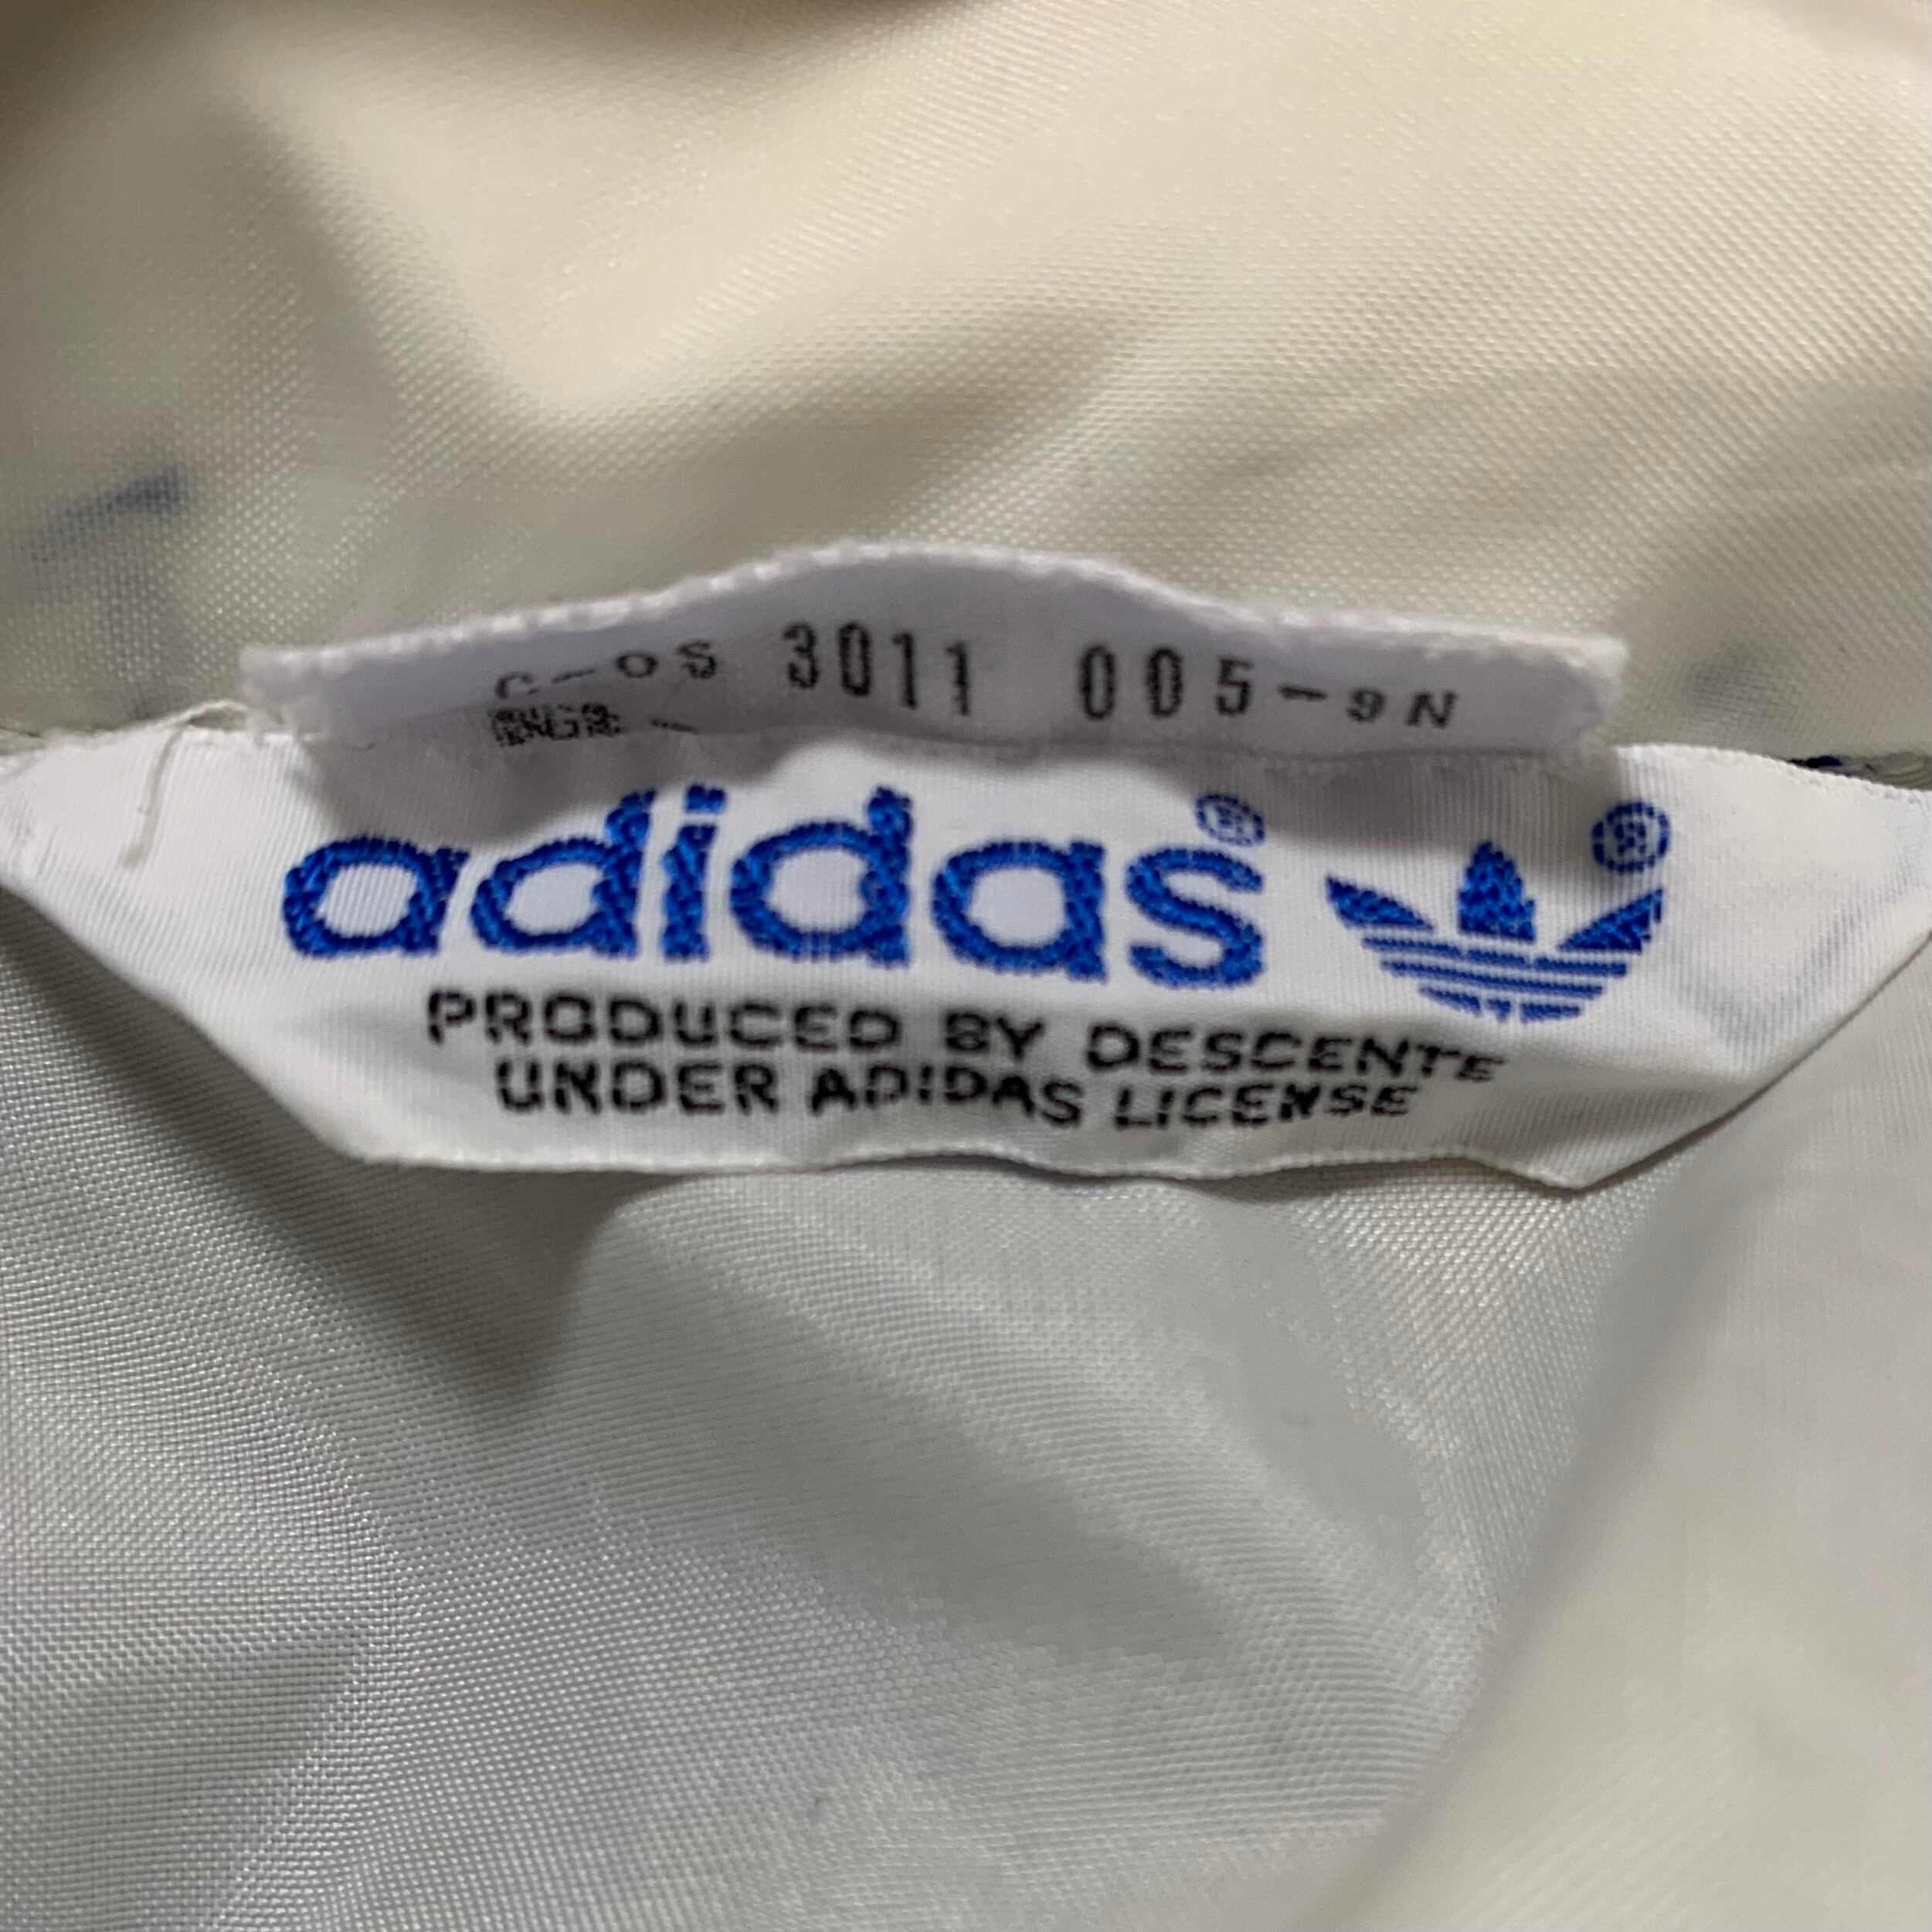 C-OS 3011 005-9N
adidas®
®
PRODUCED BY DESCENTE
UNDER ADIDAS LICENSE